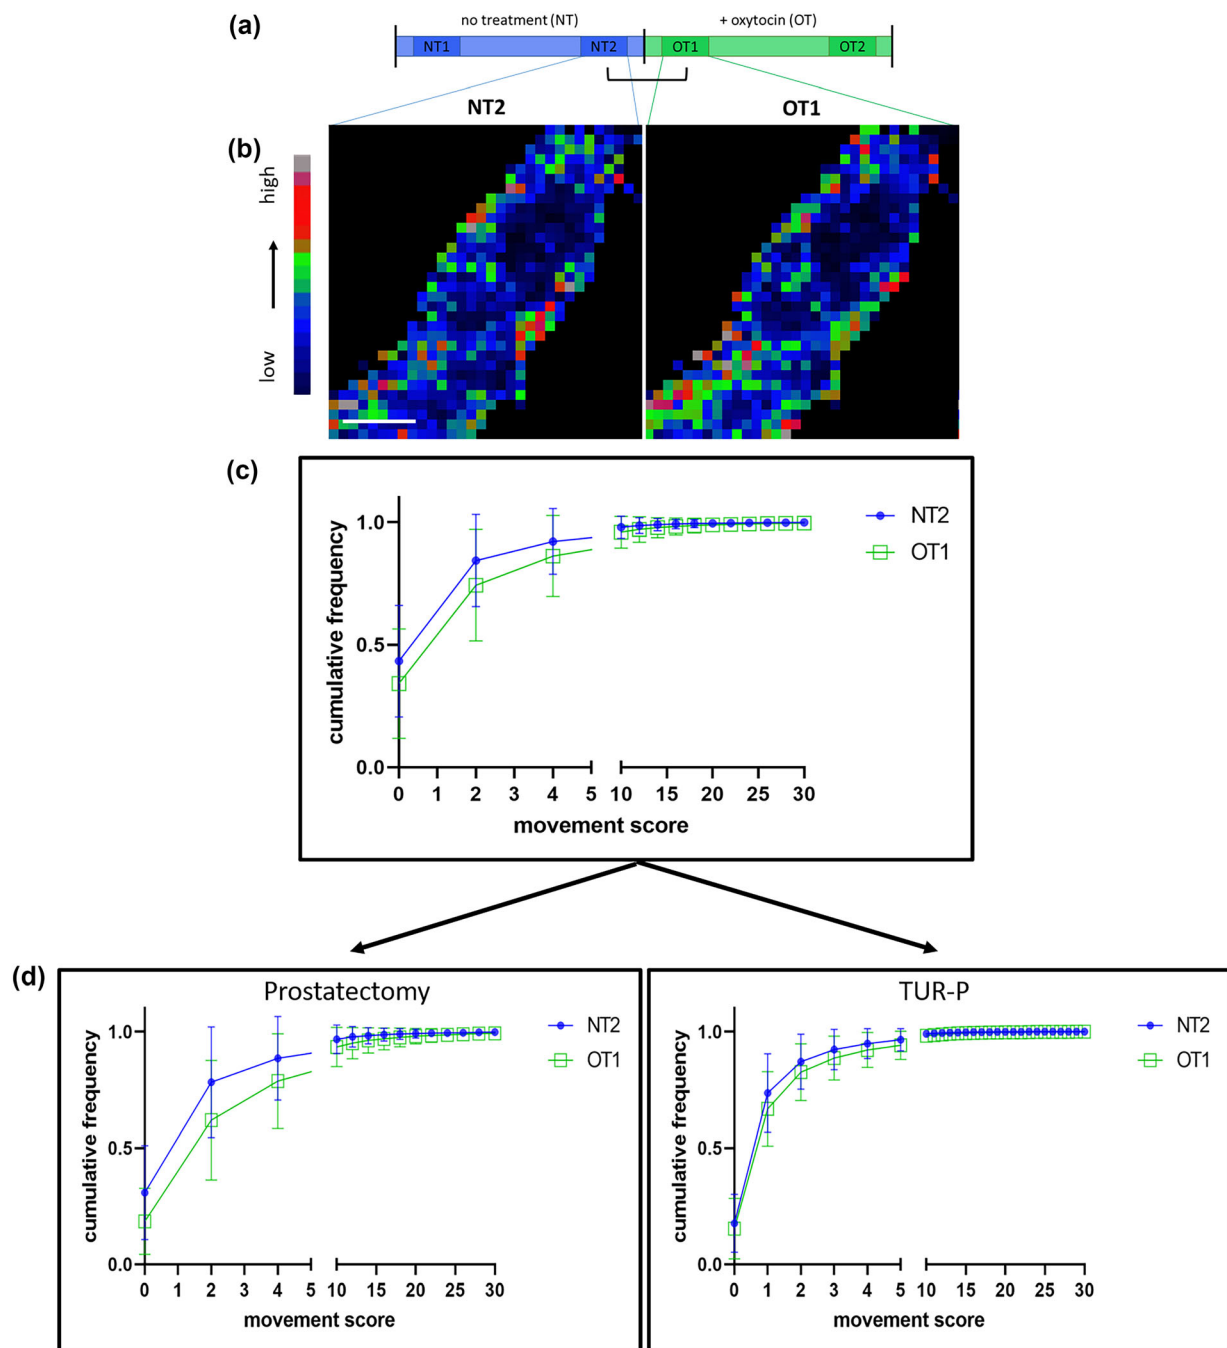 (a)
no treatment (NT)
+ oxytocin (OT)
NT1
NT2
OT1
OT2
NT2
OT1
(b)
high
low
(c)
cumulative frequency
1.0
0.5
0.0
0 1 2 3 4 5 10 15 20 25 30
movement score
NT2
OT1
(d)
Prostatectomy
cumulative frequency
1.0
0.5
0.0
0 1 2 3 4 5 10 15 20 25 30
movement score
NT2
OT1
TUR-P
cumulative frequency
1.0
0.5
0.0
0 1 2 3 4 5 10 15 20 25 30
movement score
NT2
OT1